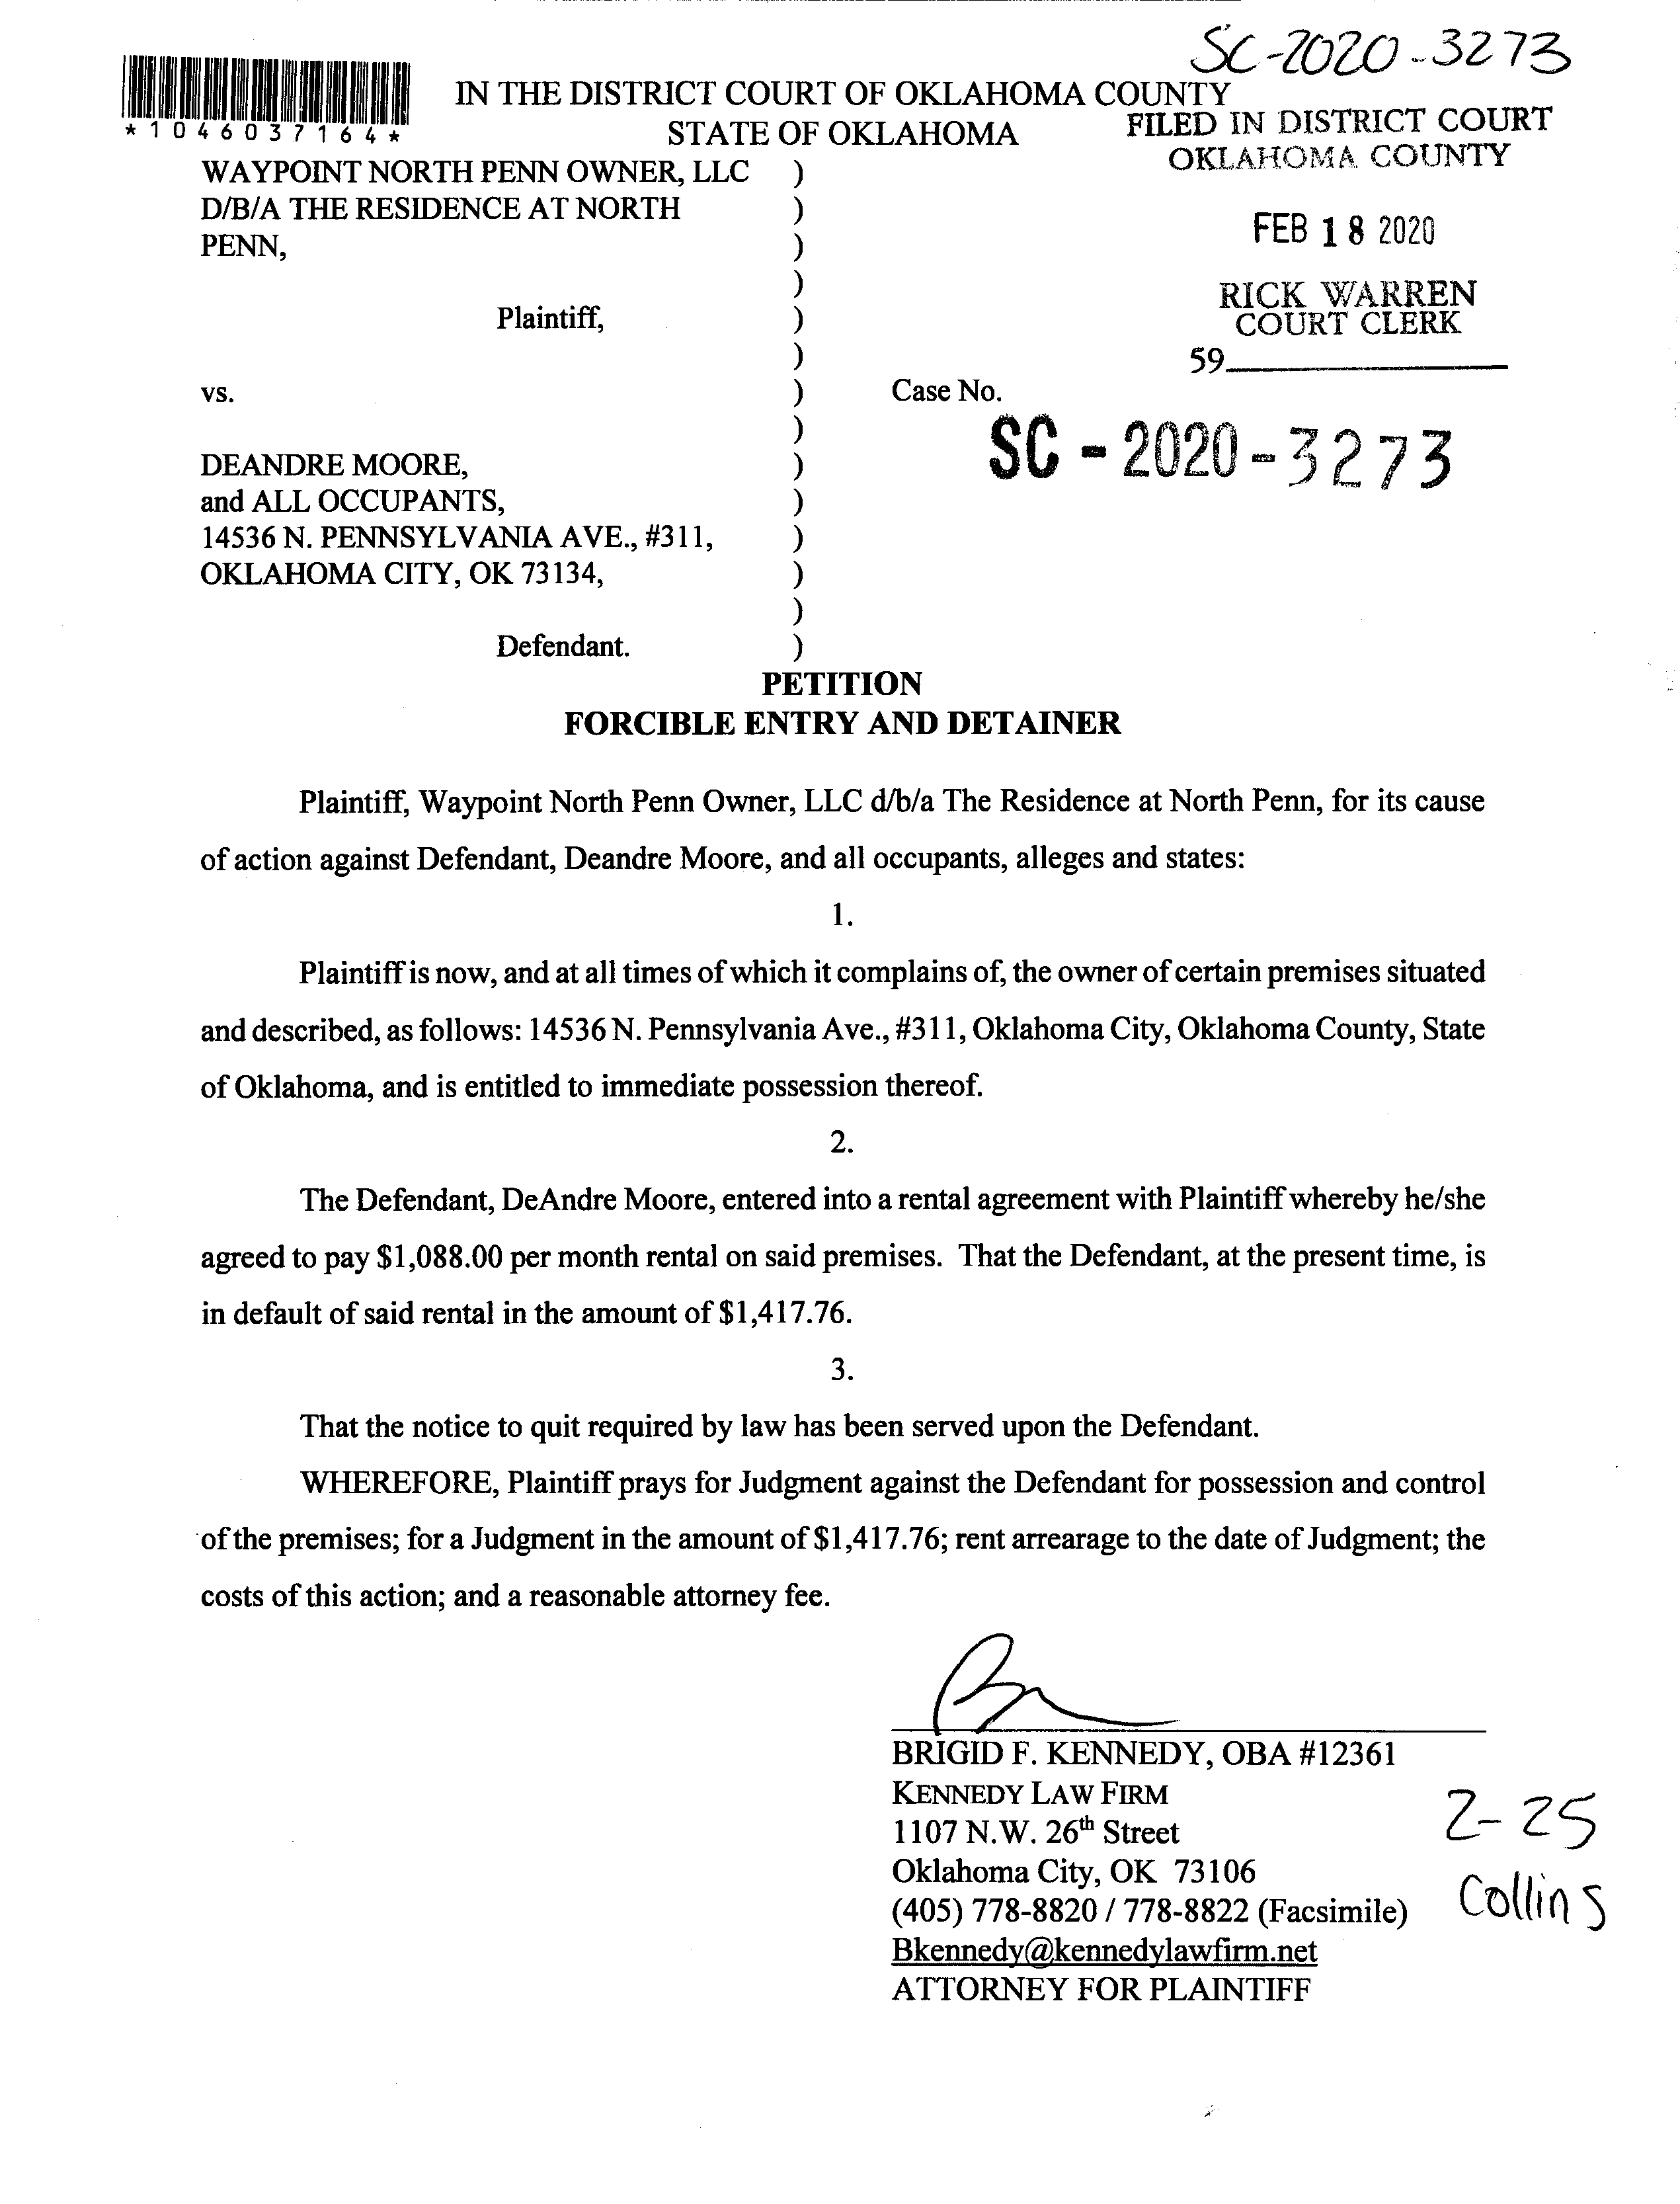 SC-2020-3273
*1046037164*
IN THE DISTRICT COURT OF OKLAHOMA COUNTY
STATE OF OKLAHOMA
FILED IN DISTRICT COURT
OKLAHOMA COUNTY
FEB 18 2020
RICK WARREN
COURT CLERK
59
WAYPOINT NORTH PENN OWNER, LLC )
D/B/A THE RESIDENCE AT NORTH )
PENN, )
)
Plaintiff, )
)
vs. ) Case No.
)
SC - 2020-3273
DEANDRE MOORE, )
and ALL OCCUPANTS, )
14536 N. PENNSYLVANIA AVE., #311, )
OKLAHOMA CITY, OK 73134, )
)
Defendant. )
PETITION
FORCIBLE ENTRY AND DETAINER
Plaintiff, Waypoint North Penn Owner, LLC d/b/a The Residence at North Penn, for its cause
of action against Defendant, Deandre Moore, and all occupants, alleges and states:
1.
Plaintiff is now, and at all times of which it complains of, the owner of certain premises situated
and described, as follows: 14536 N. Pennsylvania Ave., #311, Oklahoma City, Oklahoma County, State
of Oklahoma, and is entitled to immediate possession thereof.
2.
The Defendant, DeAndre Moore, entered into a rental agreement with Plaintiff whereby he/she
agreed to pay $1,088.00 per month rental on said premises. That the Defendant, at the present time, is
in default of said rental in the amount of $1,417.76.
3.
That the notice to quit required by law has been served upon the Defendant.
WHEREFORE, Plaintiff prays for Judgment against the Defendant for possession and control
of the premises; for a Judgment in the amount of $1,417.76; rent arrearage to the date of Judgment; the
costs of this action; and a reasonable attorney fee.
BRIGID F. KENNEDY, OBA #12361
KENNEDY LAW FIRM
1107 N.W. 26th Street
Oklahoma City, OK 73106
(405) 778-8820 / 778-8822 (Facsimile)
Bkennedy@kennedylawfirm.net
ATTORNEY FOR PLAINTIFF
2-25
Collins